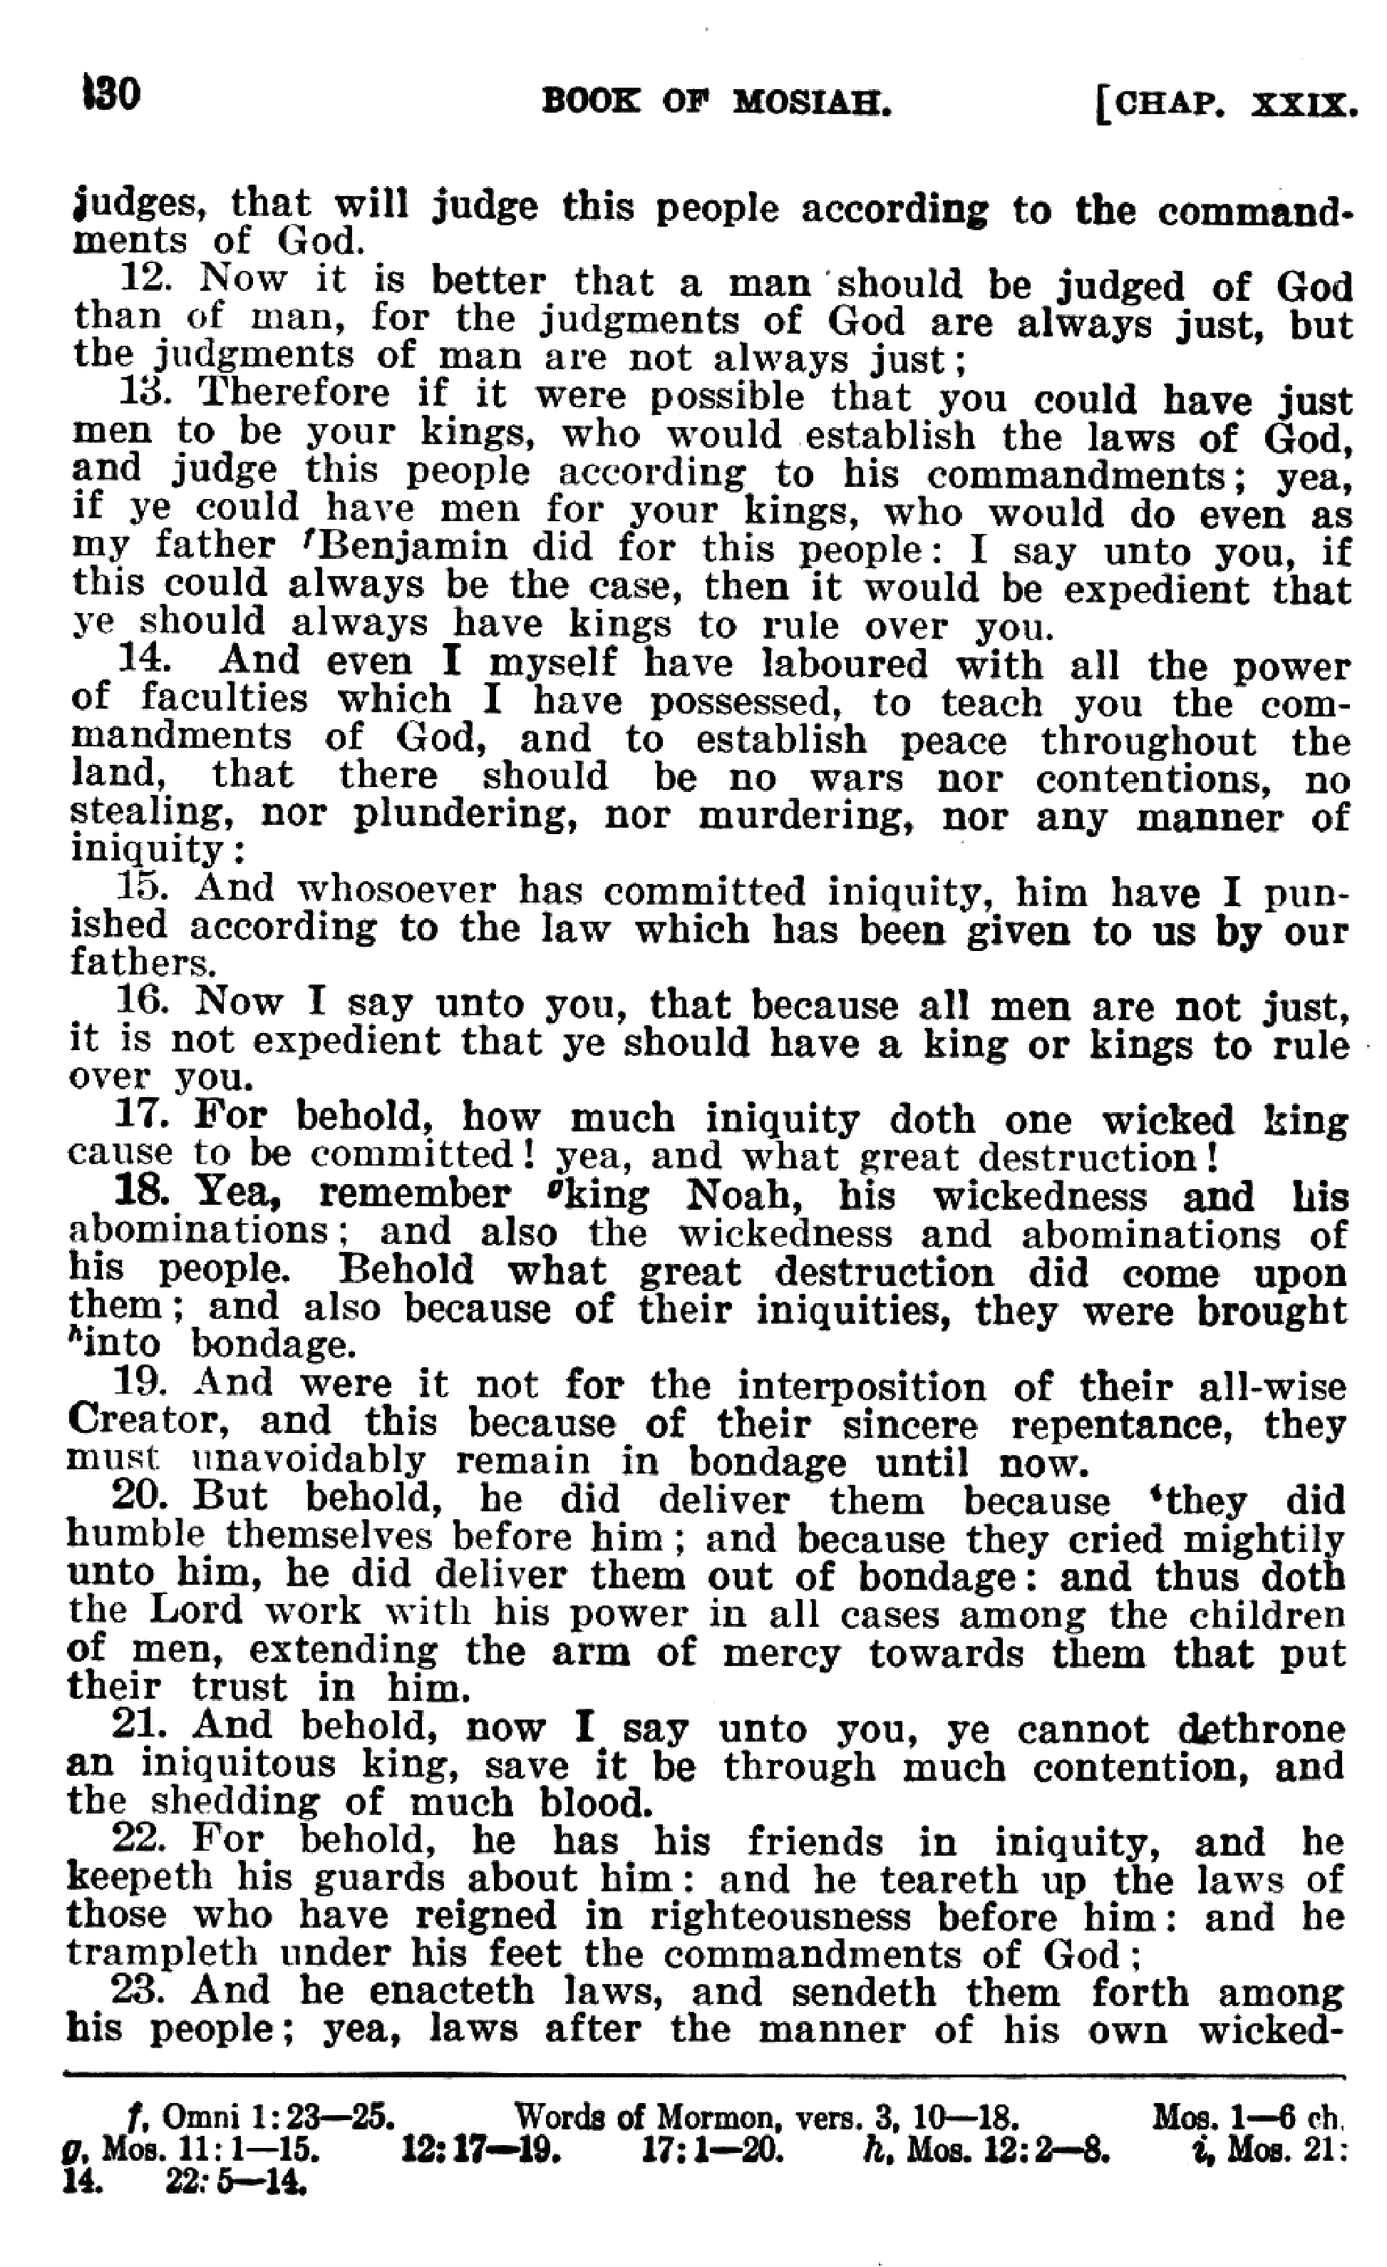 130 BOOK OF MOSIAH. [CHAP. XXIX.
judges, that will judge this people according to the command-
ments of God.
12. Now it is better that a man should be judged of God
than of man, for the judgments of God are always just, but
the judgments of man are not always just;
13. Therefore if it were possible that you could have just
men to be your kings, who would establish the laws of God,
and judge this people according to his commandments; yea,
if ye could have men for your kings, who would do even as
my father fBenjamin did for this people: I say unto you, if
this could always be the case, then it would be expedient that
ye should always have kings to rule over you.
14. And even I myself have laboured with all the power
of faculties which I have possessed, to teach you the com-
mandments of God, and to establish peace throughout the
land, that there should be no wars nor contentions, no
stealing, nor plundering, nor murdering, nor any manner of
iniquity:
15. And whosoever has committed iniquity, him have I pun-
ished according to the law which has been given to us by our
fathers.
16. Now I say unto you, that because all men are not just,
it is not expedient that ye should have a king or kings to rule
over you.
17. For behold, how much iniquity doth one wicked king
cause to be committed! yea, and what great destruction!
18. Yea, remember gking Noah, his wickedness and his
abominations; and also the wickedness and abominations of
his people. Behold what great destruction did come upon
them; and also because of their iniquities, they were brought
hinto bondage.
19. And were it not for the interposition of their all-wise
Creator, and this because of their sincere repentance, they
must unavoidably remain in bondage until now.
20. But behold, he did deliver them because ithey did
humble themselves before him; and because they cried mightily
unto him, he did deliver them out of bondage: and thus doth
the Lord work with his power in all cases among the children
of men, extending the arm of mercy towards them that put
their trust in him.
21. And behold, now I say unto you, ye cannot dethrone
an iniquitous king, save it be through much contention, and
the shedding of much blood.
22. For behold, he has his friends in iniquity, and he
keepeth his guards about him: and he teareth up the laws of
those who have reigned in righteousness before him: and he
trampleth under his feet the commandments of God;
23. And he enacteth laws, and sendeth them forth among
his people; yea, laws after the manner of his own wicked-
f, Omni 1:23—25. Words of Mormon, vers. 3, 10—18. Mos. 1—6 ch.
g, Mos. 11:1—15. 12:17—19. 17:1—20. h, Mos. 12:2—8. i, Mos. 21:
14. 22:5—14.